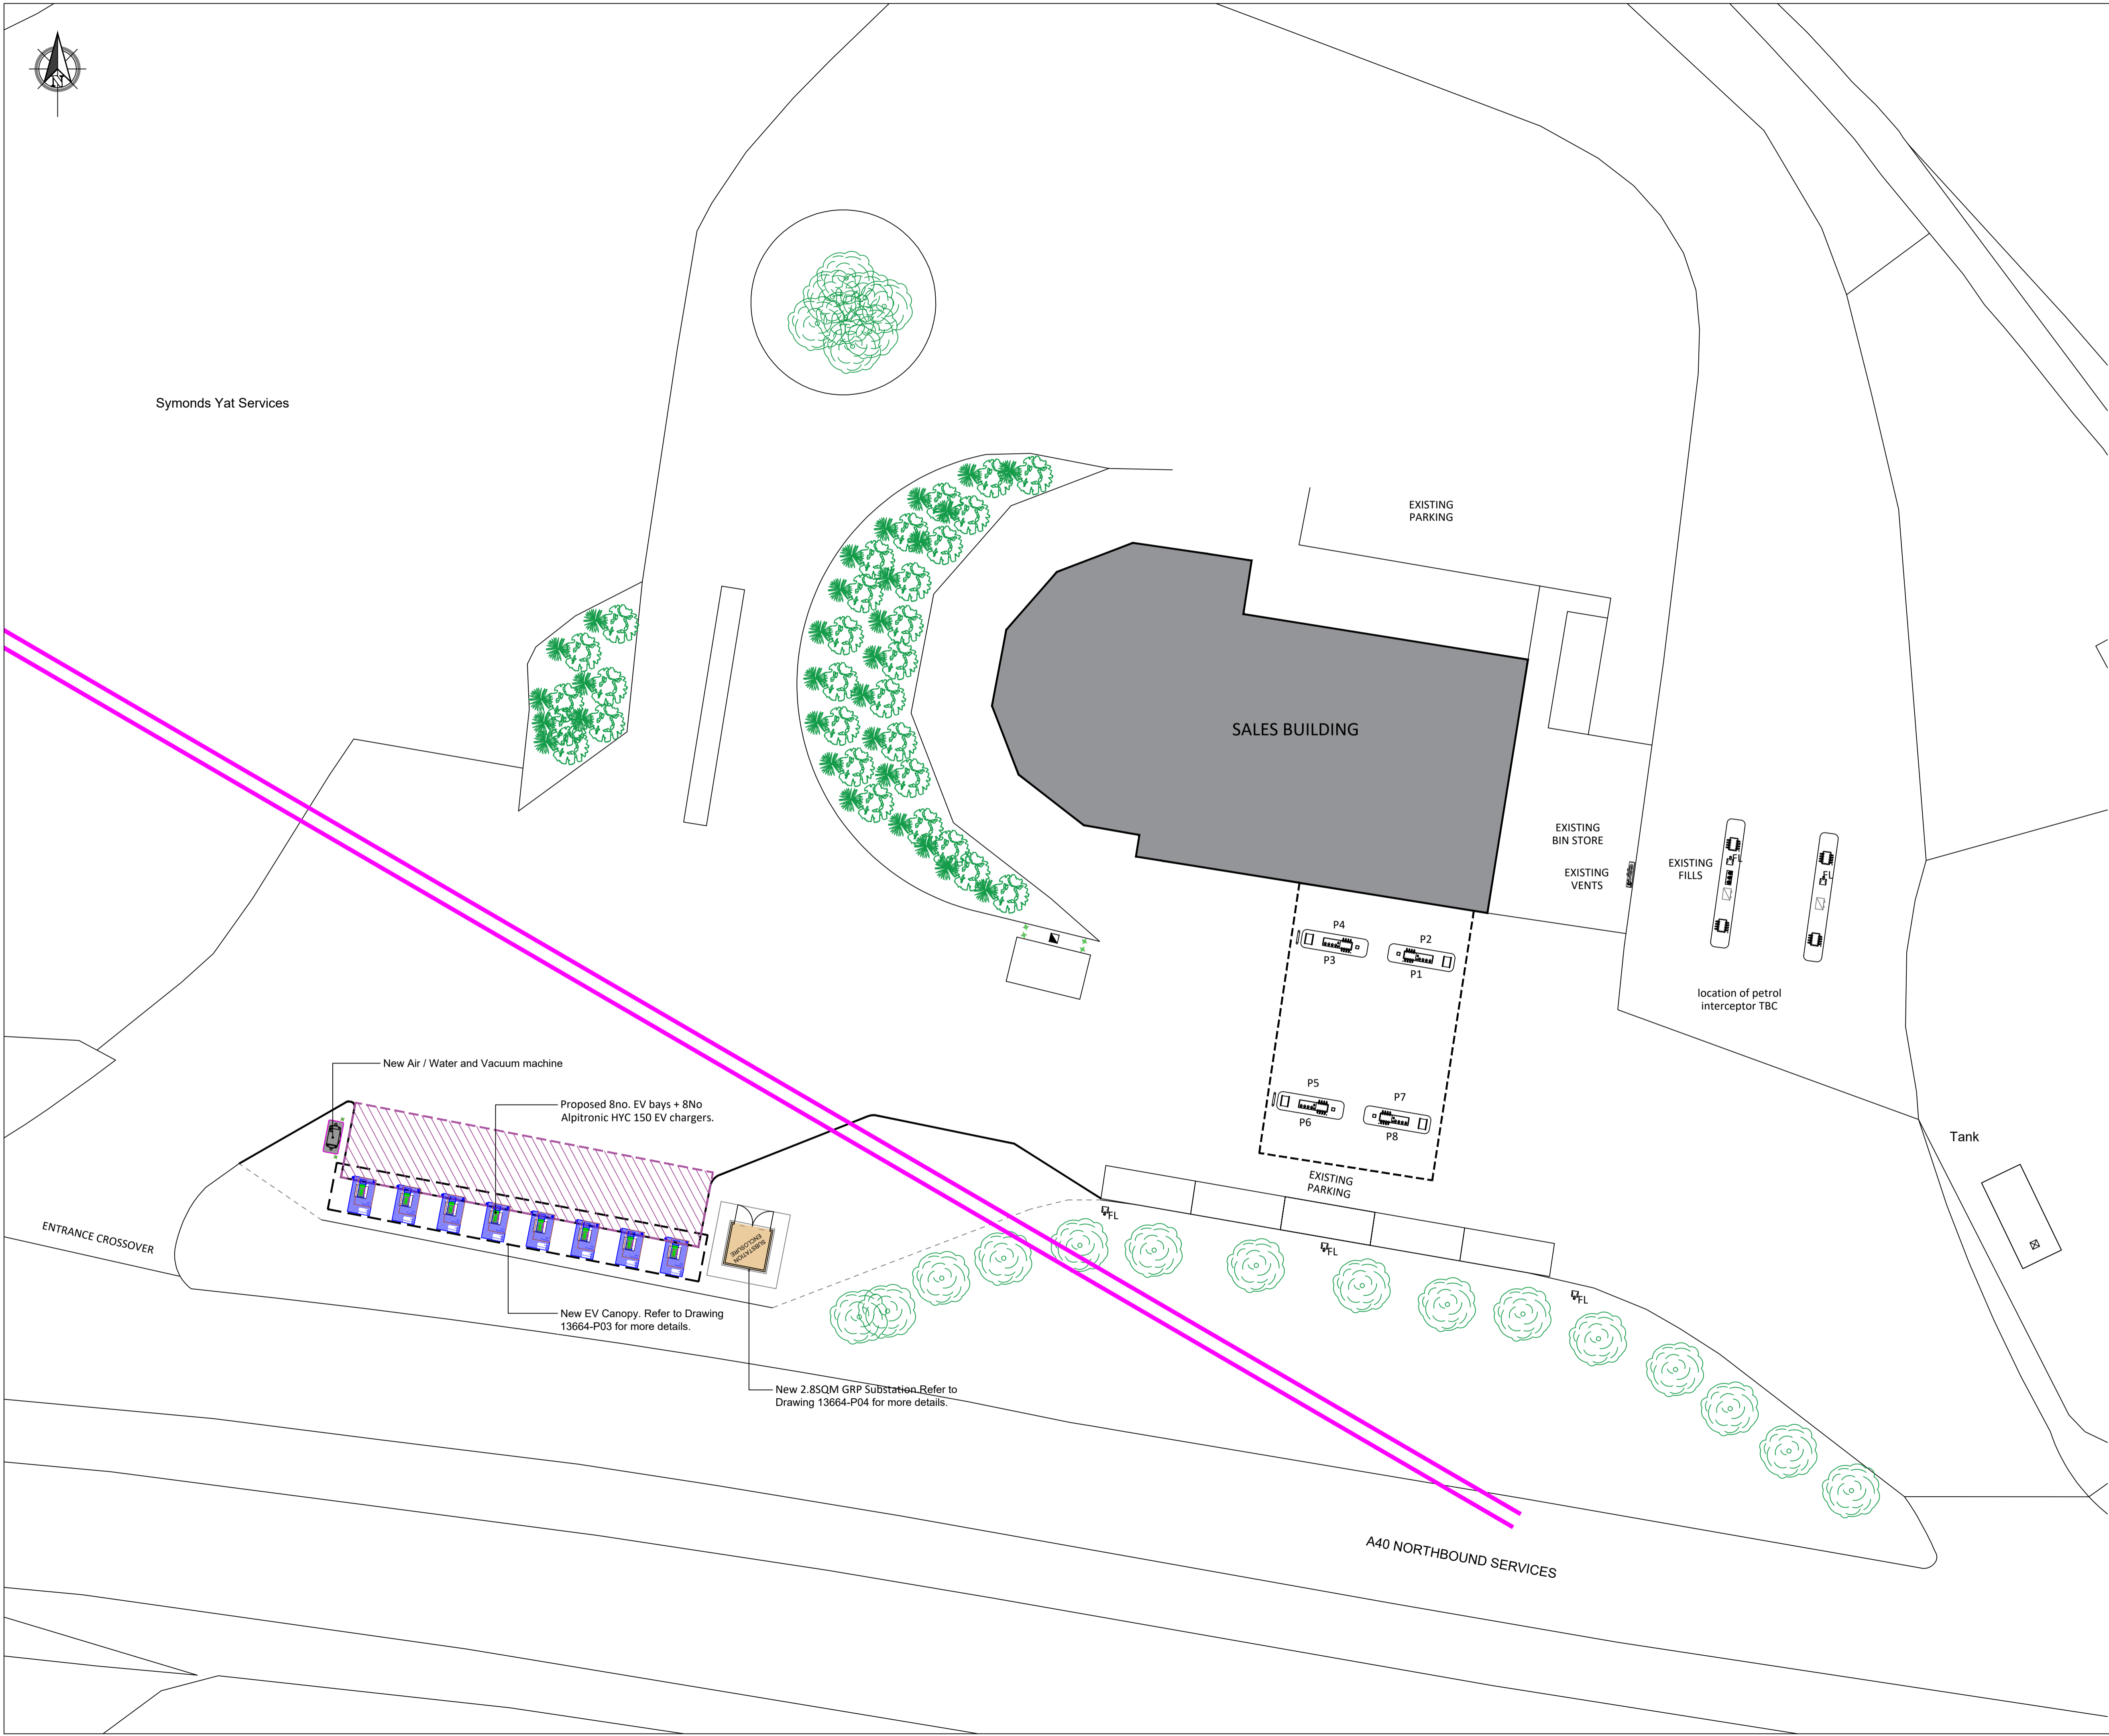 N
Symonds Yat Services
EXISTING
PARKING
SALES BUILDING
EXISTING
BIN STORE
EXISTING
VENTS
EXISTING
FILLS
FL
FL
P4
P3
P2
P1
location of petrol
interceptor TBC
New Air / Water and Vacuum machine
Proposed 8no. EV bays + 8No
Alpitronic HYC 150 EV chargers.
P5
P6
P7
P8
Tank
EXISTING
PARKING
FL
FL
FL
ENTRANCE CROSSOVER
SUBSTATION
ENCLOSURE
New EV Canopy. Refer to Drawing
13664-P03 for more details.
New 2.8SQM GRP Substation.Refer to
Drawing 13664-P04 for more details.
A40 NORTHBOUND SERVICES